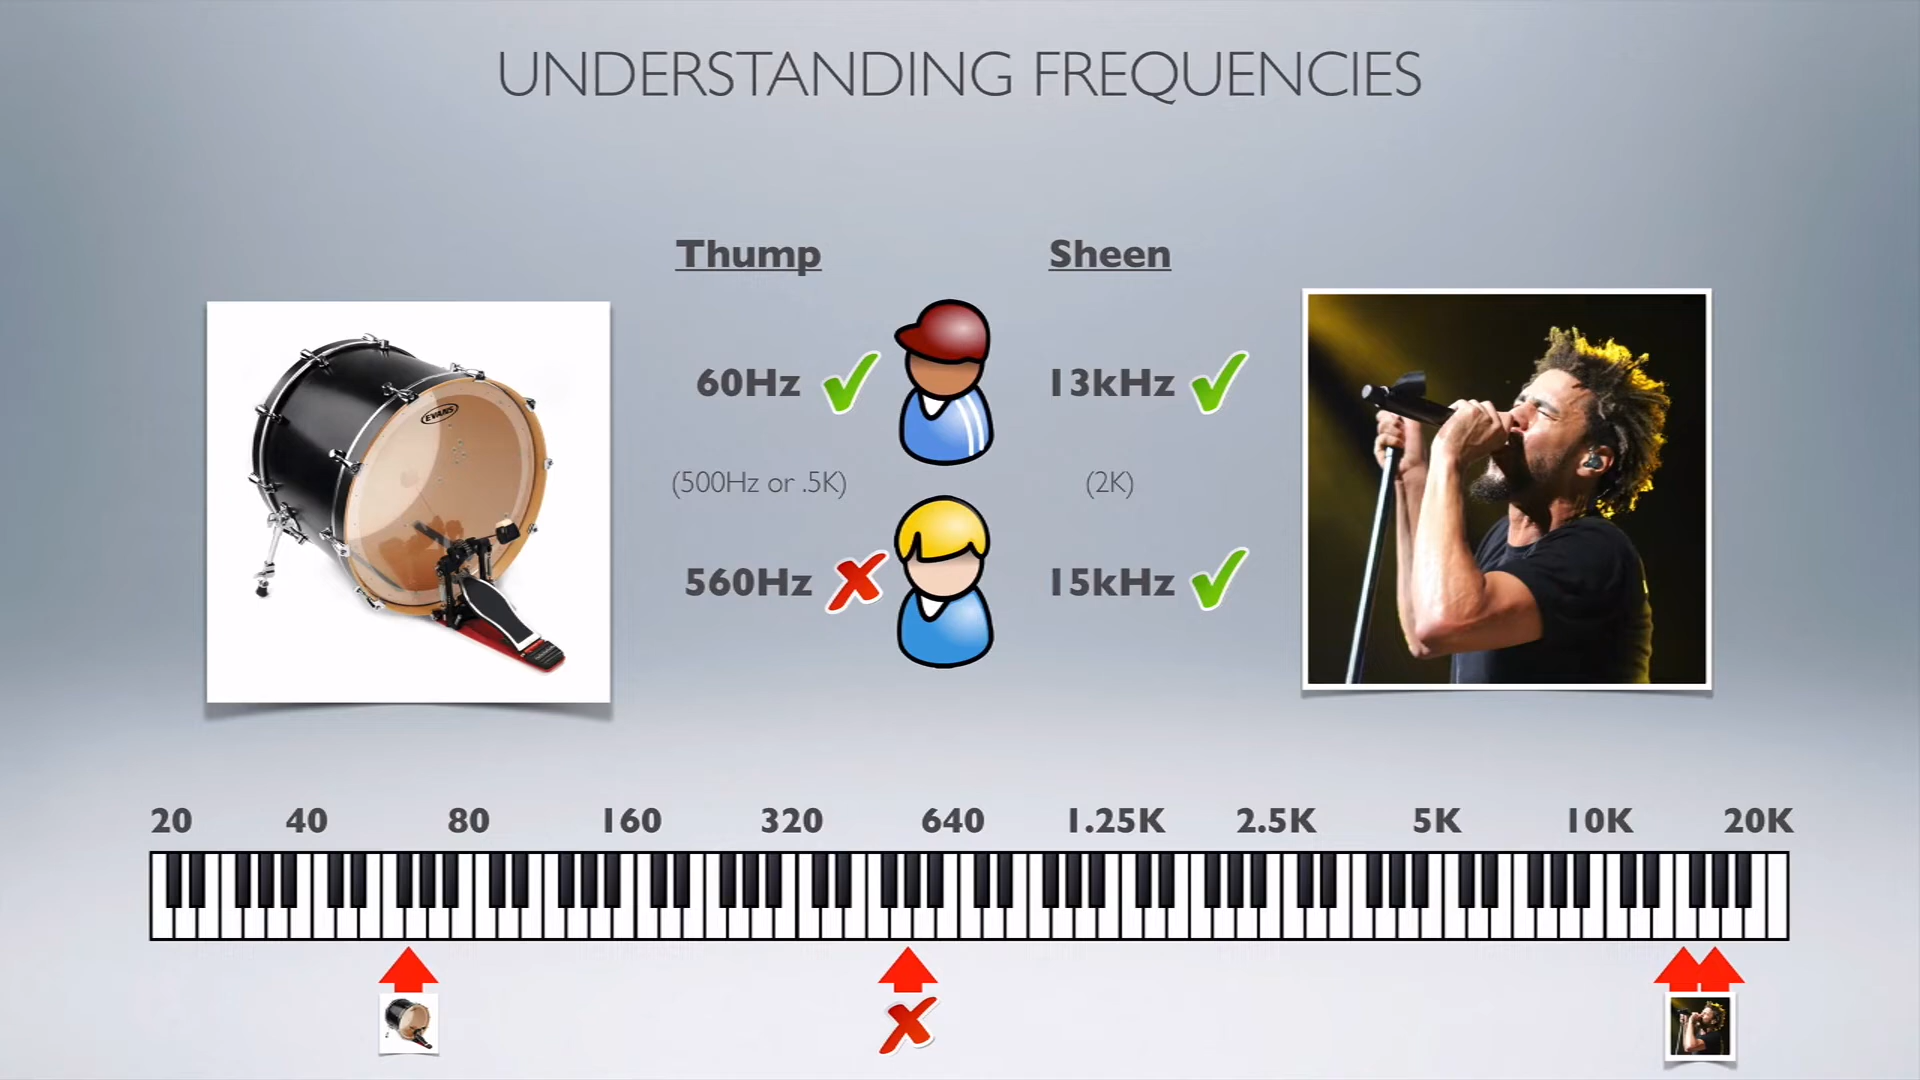 UNDERSTANDING FREQUENCIES
Thump
Sheen
60Hz
13kHz
(500Hz or .5K)
(2K)
560Hz
15kHz
EVANS
20 40 80 160 320 640 1.25K 2.5K 5K 10K 20K